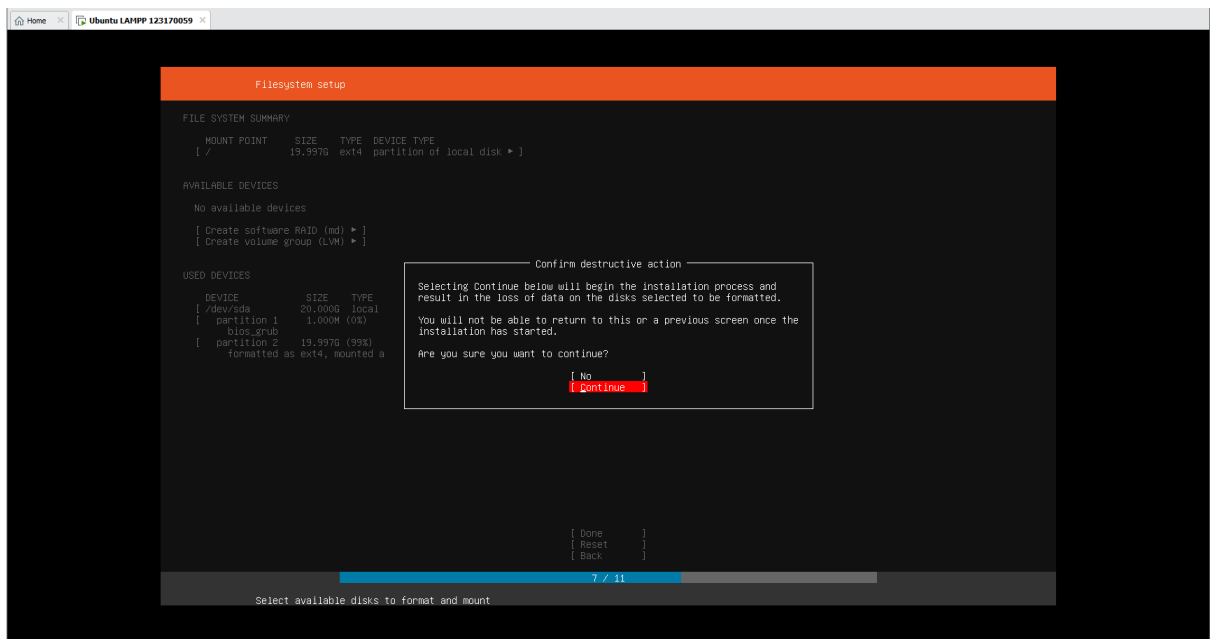 Home × Ubuntu LAMPP 123170059 ×
Filesystem setup
FILE SYSTEM SUMMARY
MOUNT POINT SIZE TYPE DEVICE TYPE
[ / 19.997G ext4 partition of local disk ▸ ]
AVAILABLE DEVICES
No available devices
[ Create software RAID (md) ▸ ]
[ Create volume group (LVM) ▸ ]
USED DEVICES
DEVICE SIZE TYPE
[ /dev/sda 20.000G local
[ partition 1 1.000M (0%)
bios_grub
[ partition 2 19.997G (99%)
formatted as ext4, mounted a
Confirm destructive action
Selecting Continue below will begin the installation process and
result in the loss of data on the disks selected to be formatted.
You will not be able to return to this or a previous screen once the
installation has started.
Are you sure you want to continue?
[ No ]
[ Continue ]
[ Done ]
[ Reset ]
[ Back ]
7 / 11
Select available disks to format and mount